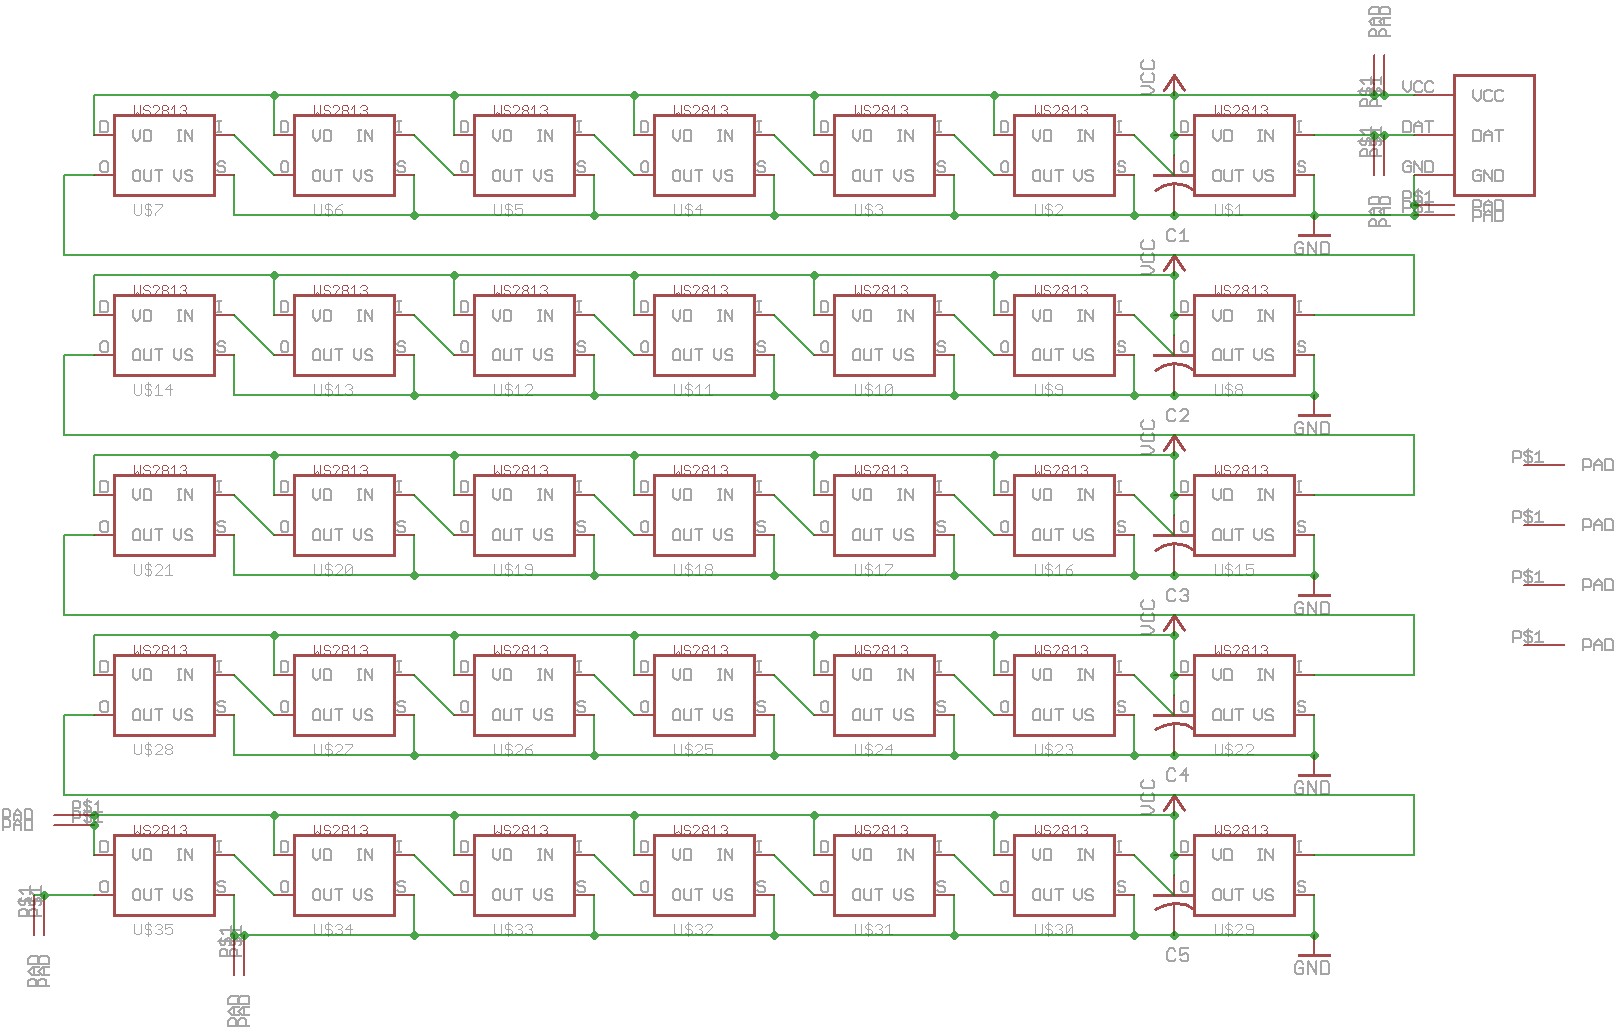 PAD
PAD
VCC
P$1
P$1
VCC
VCC
WS2813 WS2813 WS2813 WS2813 WS2813 WS2813 WS2813
D VD IN I D VD IN I D VD IN I D VD IN I D VD IN I D VD IN I D VD IN I
P$1
P$1
DAT
DAT
O OUT VS S O OUT VS S O OUT VS S O OUT VS S O OUT VS S O OUT VS S O OUT VS S
GND
GND
U$7 U$6 U$5 U$4 U$3 U$2 U$1
PAD
PAD
P$1
P$1
PAD
PAD
C1
GND
VCC
WS2813 WS2813 WS2813 WS2813 WS2813 WS2813 WS2813
D VD IN I D VD IN I D VD IN I D VD IN I D VD IN I D VD IN I D VD IN I
O OUT VS S O OUT VS S O OUT VS S O OUT VS S O OUT VS S O OUT VS S O OUT VS S
U$14 U$13 U$12 U$11 U$10 U$9 U$8
C2
GND
VCC
WS2813 WS2813 WS2813 WS2813 WS2813 WS2813 WS2813
P$1 PAD
D VD IN I D VD IN I D VD IN I D VD IN I D VD IN I D VD IN I D VD IN I
P$1 PAD
O OUT VS S O OUT VS S O OUT VS S O OUT VS S O OUT VS S O OUT VS S O OUT VS S
U$21 U$20 U$19 U$18 U$17 U$16 U$15
P$1 PAD
C3
GND
VCC
P$1 PAD
WS2813 WS2813 WS2813 WS2813 WS2813 WS2813 WS2813
D VD IN I D VD IN I D VD IN I D VD IN I D VD IN I D VD IN I D VD IN I
O OUT VS S O OUT VS S O OUT VS S O OUT VS S O OUT VS S O OUT VS S O OUT VS S
U$28 U$27 U$26 U$25 U$24 U$23 U$22
C4
GND
VCC
PAD P$1
PAD P$1
WS2813 WS2813 WS2813 WS2813 WS2813 WS2813 WS2813
D VD IN I D VD IN I D VD IN I D VD IN I D VD IN I D VD IN I D VD IN I
O OUT VS S O OUT VS S O OUT VS S O OUT VS S O OUT VS S O OUT VS S O OUT VS S
P$1
P$1
U$35 U$34 U$33 U$32 U$31 U$30 U$29
P$1
P$1
C5
GND
PAD
PAD
PAD
PAD